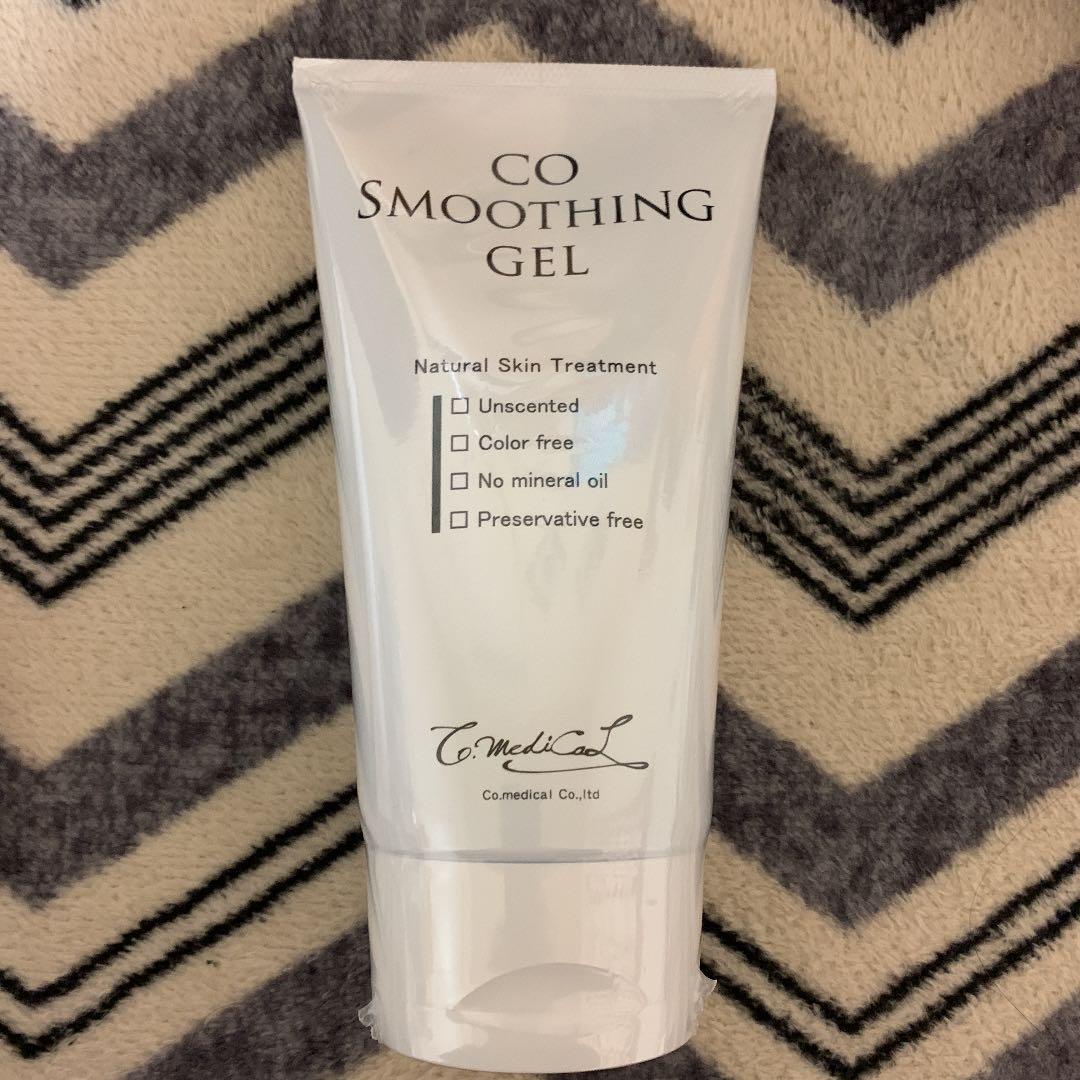 CO
SMOOTHING
GEL
Natural Skin Treatment
□ Unscented
□ Color free
□ No mineral oil
□ Preservative free
Co.mediCaL
Co.medical Co.,ltd